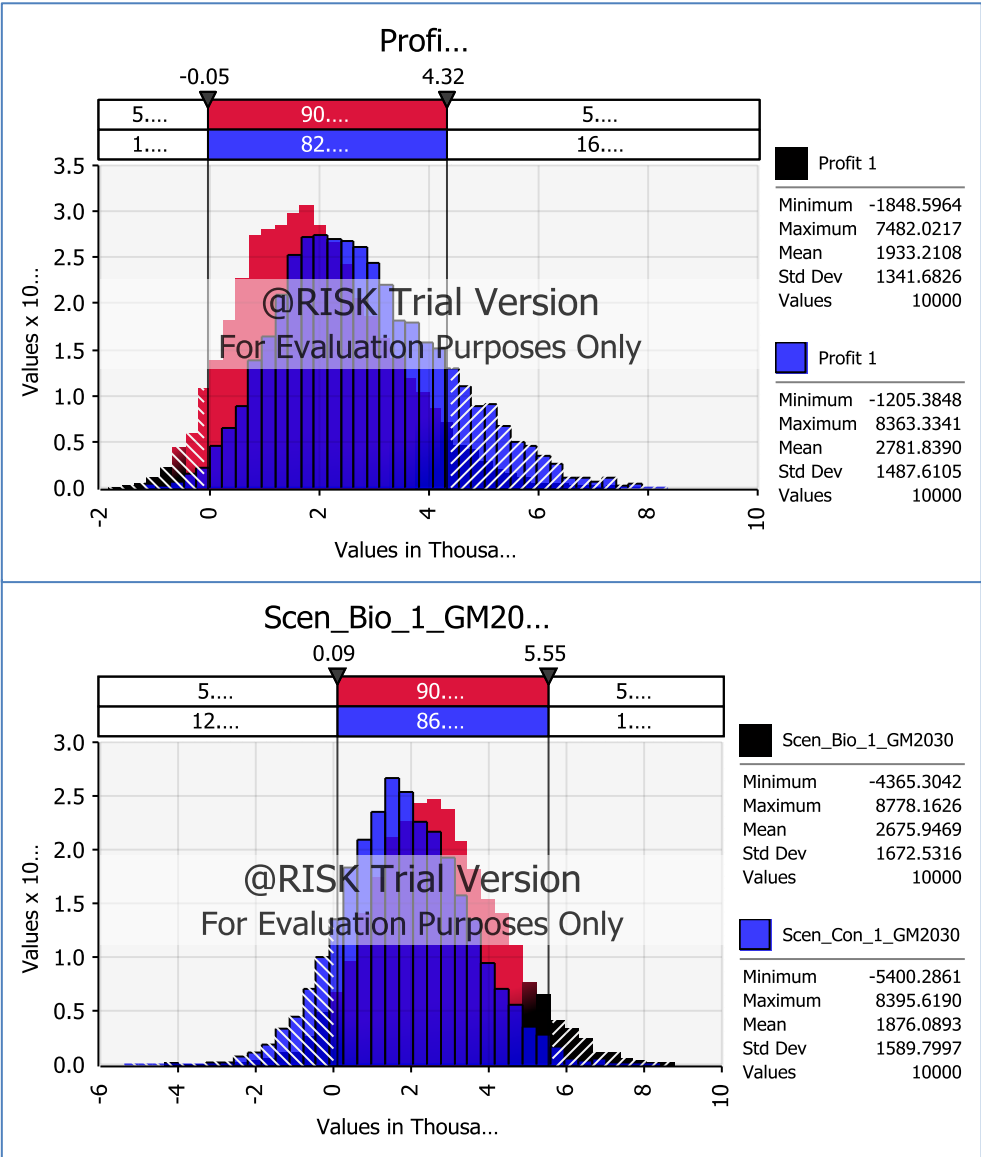 Profi...
-0.05 4.32
5.... 90.... 5....
1.... 82.... 16....
3.5
3.0
2.5
2.0
1.5
1.0
0.5
0.0
Values x 10...
-2 0 2 4 6 8 10
Values in Thousa...
@RISK Trial Version
For Evaluation Purposes Only
Profit 1
Minimum -1848.5964
Maximum 7482.0217
Mean 1933.2108
Std Dev 1341.6826
Values 10000
Profit 1
Minimum -1205.3848
Maximum 8363.3341
Mean 2781.8390
Std Dev 1487.6105
Values 10000
Scen_Bio_1_GM20...
0.09 5.55
5.... 90.... 5....
12.... 86.... 1....
3.0
2.5
2.0
1.5
1.0
0.5
0.0
Values x 10...
-6 -4 -2 0 2 4 6 8 10
Values in Thousa...
@RISK Trial Version
For Evaluation Purposes Only
Scen_Bio_1_GM2030
Minimum -4365.3042
Maximum 8778.1626
Mean 2675.9469
Std Dev 1672.5316
Values 10000
Scen_Con_1_GM2030
Minimum -5400.2861
Maximum 8395.6190
Mean 1876.0893
Std Dev 1589.7997
Values 10000